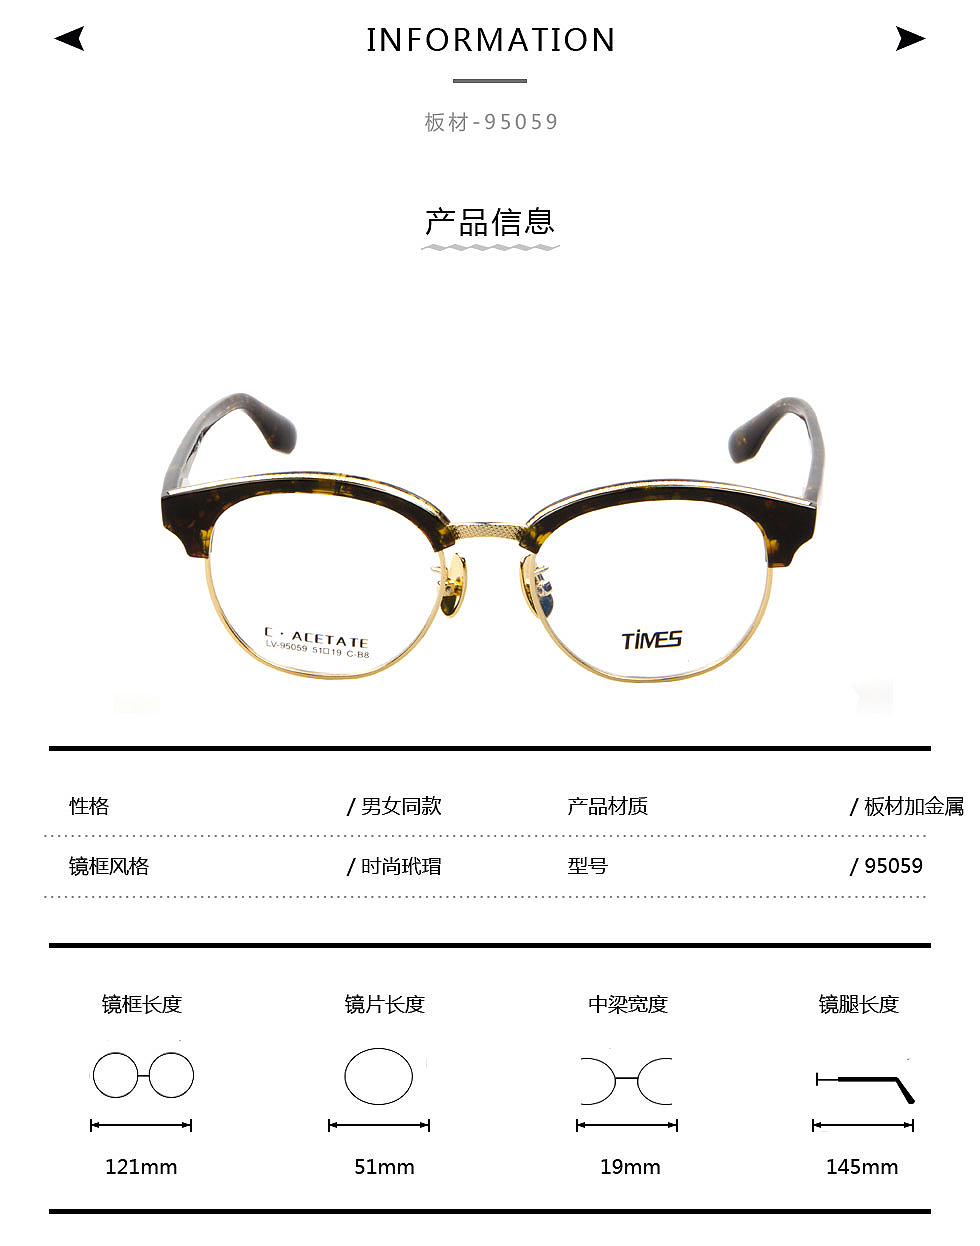 INFORMATION
板材-95059
产品信息
C · ACETATE
LV-95059 51□19 C-B8
TiMES
性格 / 男女同款 产品材质 / 板材加金属
镜框风格 / 时尚玳瑁 型号 / 95059
镜框长度 镜片长度 中梁宽度 镜腿长度
121mm 51mm 19mm 145mm